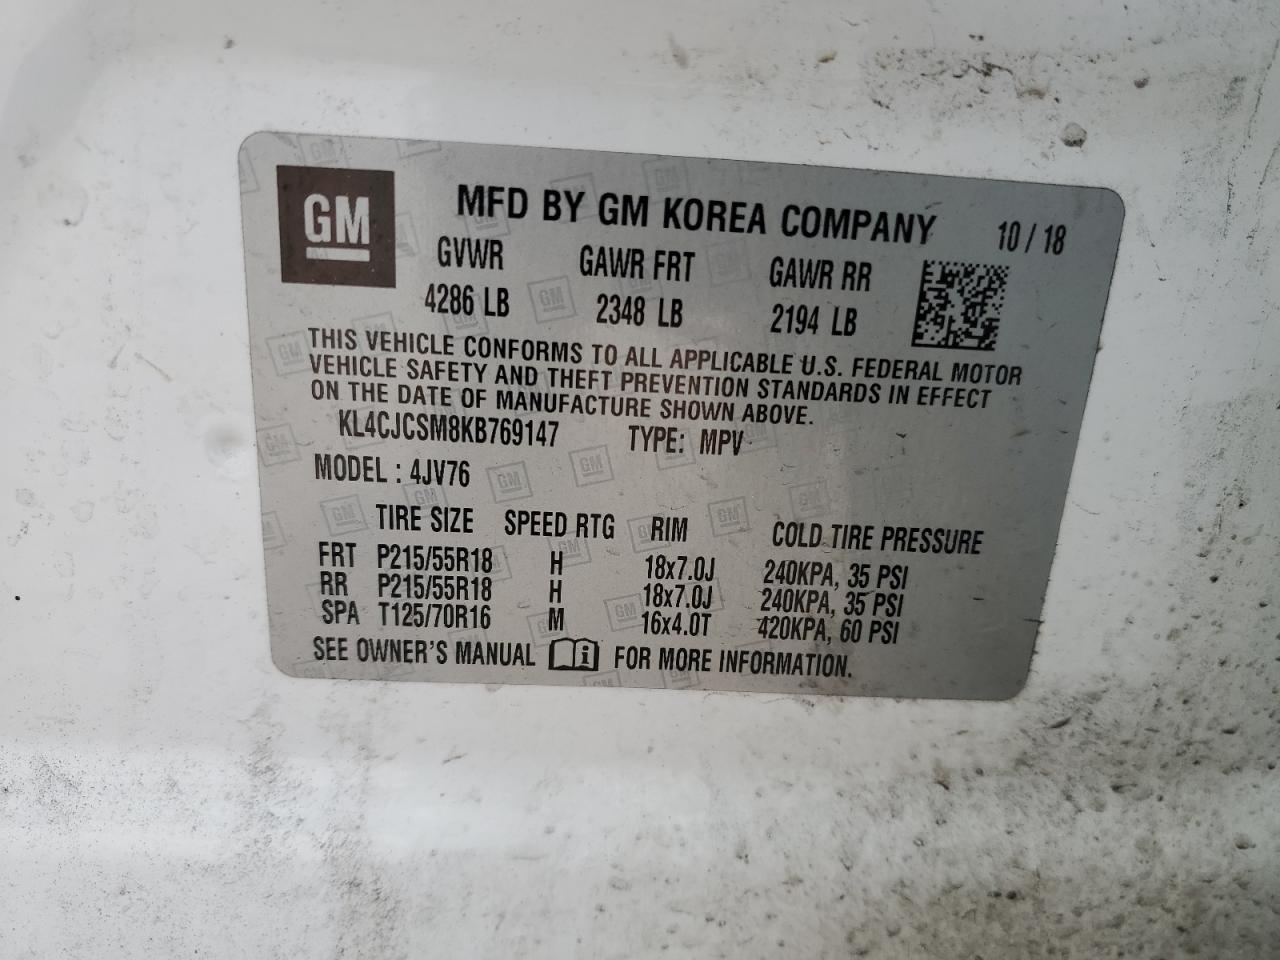 GM
MFD BY GM KOREA COMPANY 10 / 18
GVWR GAWR FRT GAWR RR
4286 LB 2348 LB 2194 LB
THIS VEHICLE CONFORMS TO ALL APPLICABLE U.S. FEDERAL MOTOR
VEHICLE SAFETY AND THEFT PREVENTION STANDARDS IN EFFECT
ON THE DATE OF MANUFACTURE SHOWN ABOVE.
KL4CJCSM8KB769147 TYPE: MPV
MODEL : 4JV76
TIRE SIZE SPEED RTG RIM COLD TIRE PRESSURE
FRT P215/55R18 H 18x7.0J 240KPA, 35 PSI
RR P215/55R18 H 18x7.0J 240KPA, 35 PSI
SPA T125/70R16 M 16x4.0T 420KPA, 60 PSI
SEE OWNER'S MANUAL i FOR MORE INFORMATION.